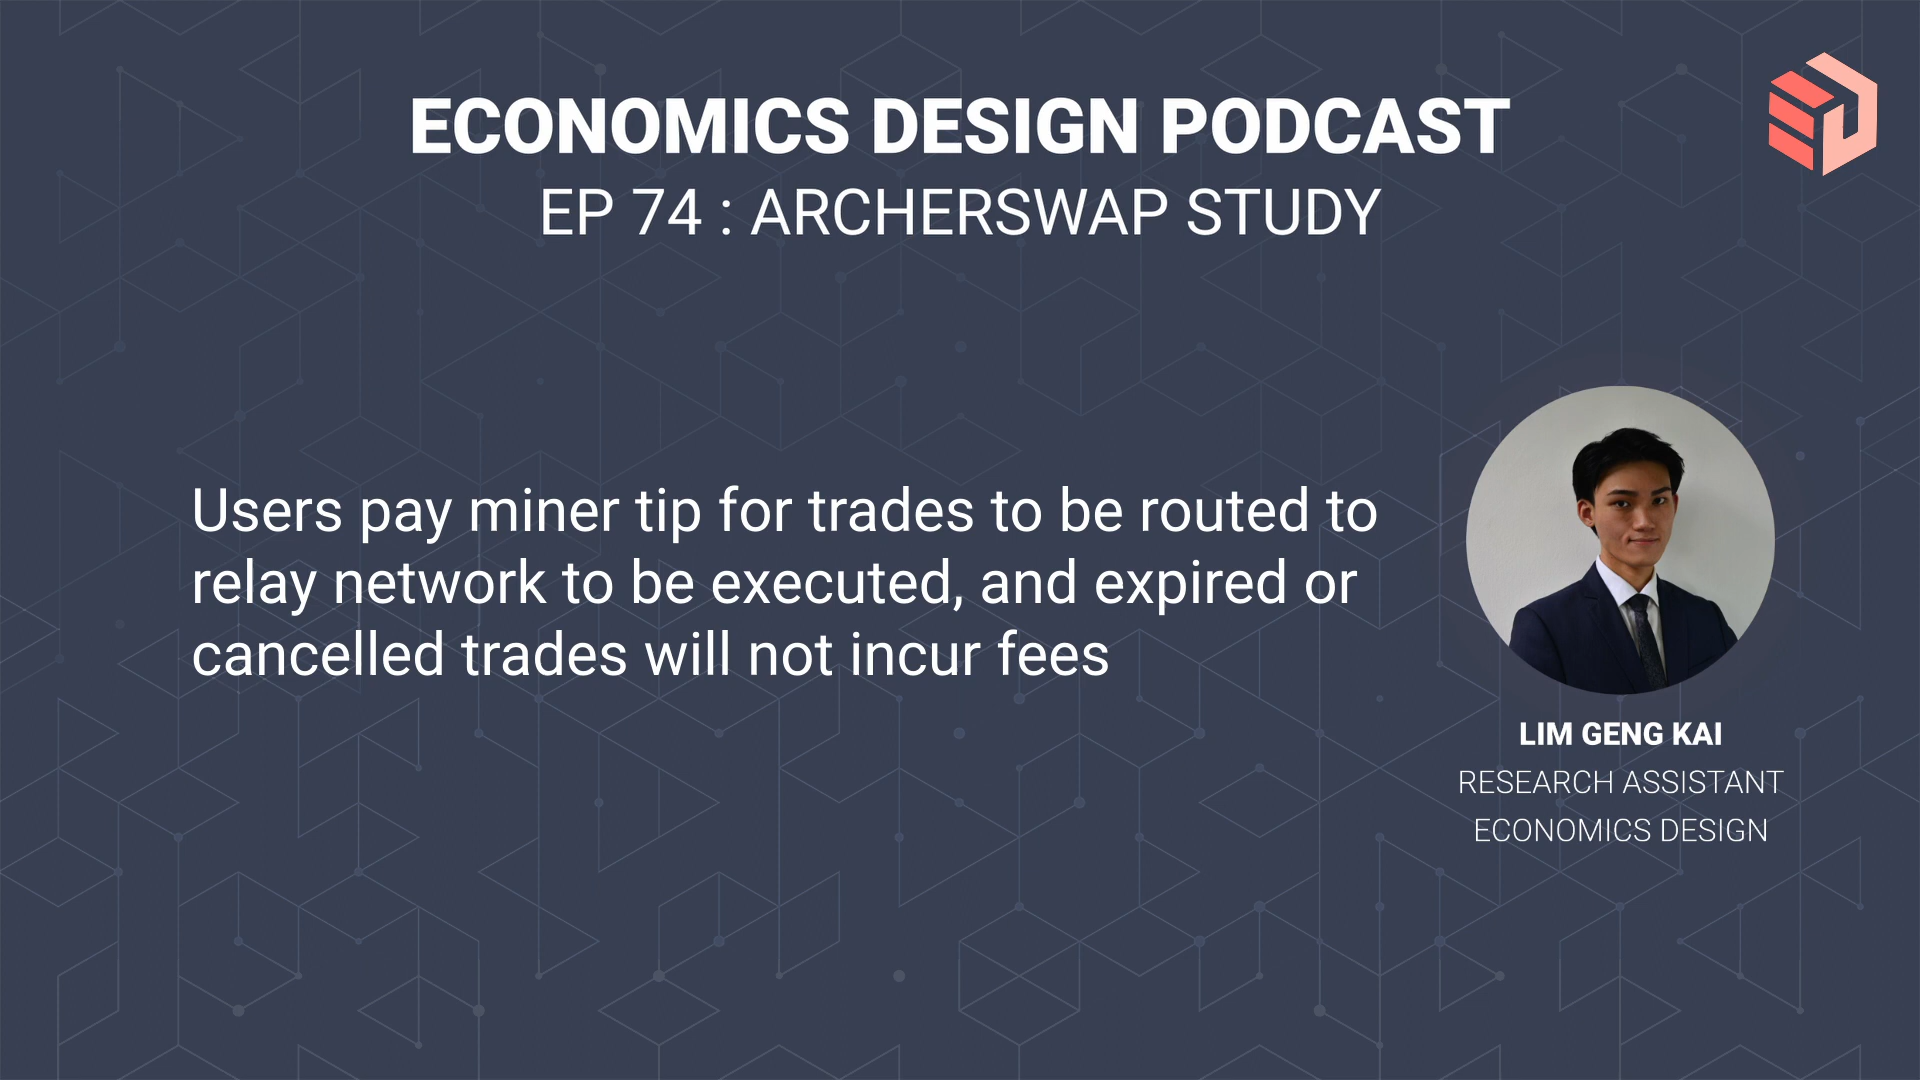 ECONOMICS DESIGN PODCAST
EP 74 : ARCHERSWAP STUDY
Users pay miner tip for trades to be routed to
relay network to be executed, and expired or
cancelled trades will not incur fees
LIM GENG KAI
RESEARCH ASSISTANT
ECONOMICS DESIGN